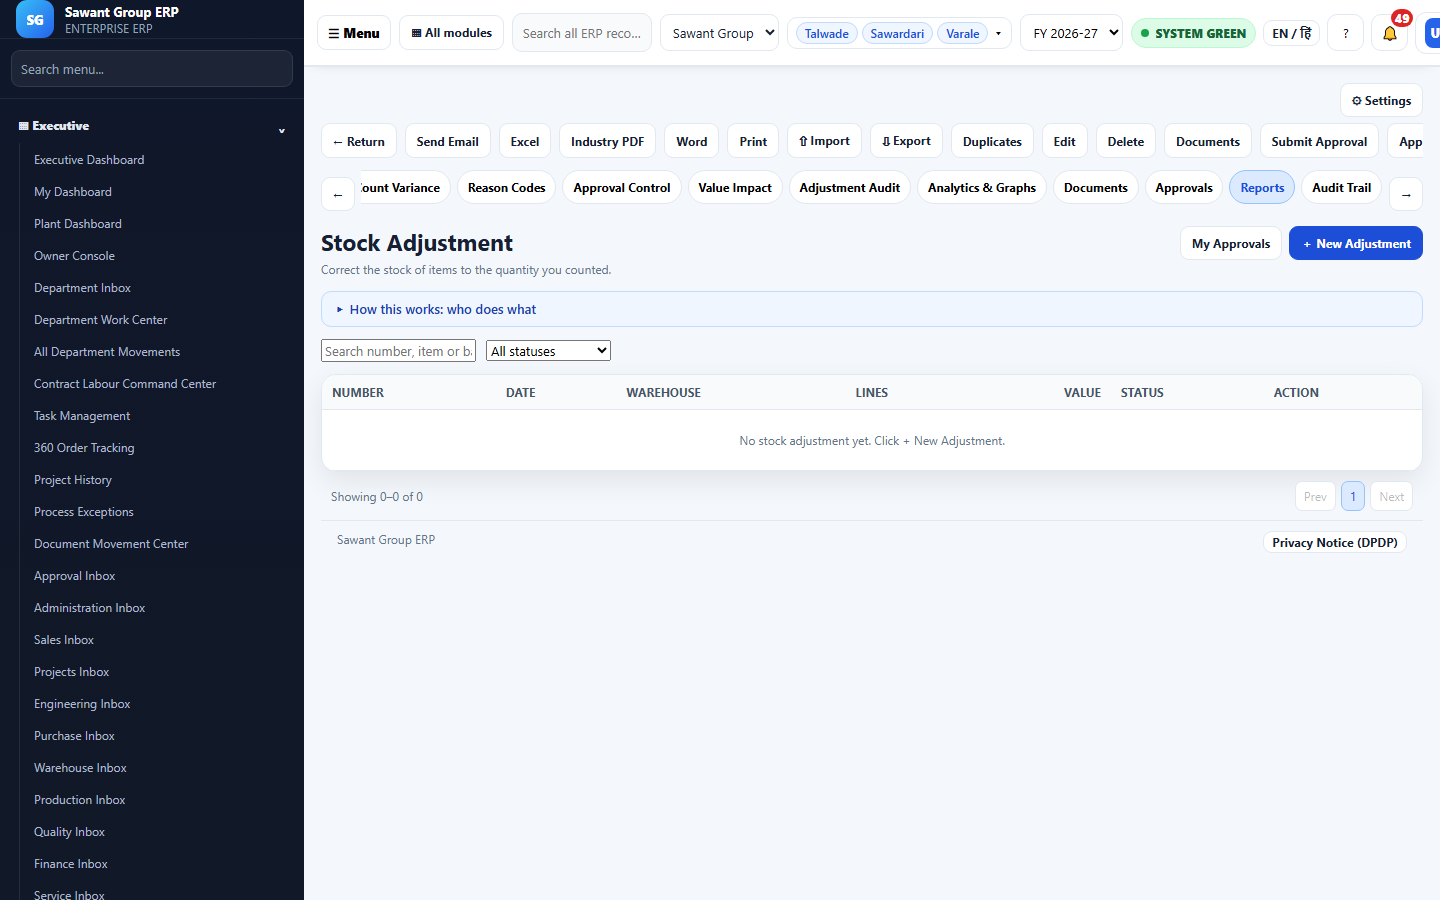 SG
Sawant Group ERP
ENTERPRISE ERP
Search menu...
Executive
Executive Dashboard
My Dashboard
Plant Dashboard
Owner Console
Department Inbox
Department Work Center
All Department Movements
Contract Labour Command Center
Task Management
360 Order Tracking
Project History
Process Exceptions
Document Movement Center
Approval Inbox
Administration Inbox
Sales Inbox
Projects Inbox
Engineering Inbox
Purchase Inbox
Warehouse Inbox
Production Inbox
Quality Inbox
Finance Inbox
Service Inbox
☰ Menu
All modules
Search all ERP reco...
Sawant Group
Talwade
Sawardari
Varale
FY 2026-27
SYSTEM GREEN
EN / हिं
?
49
U
⚙ Settings
← Return
Send Email
Excel
Industry PDF
Word
Print
⇧ Import
⇩ Export
Duplicates
Edit
Delete
Documents
Submit Approval
App
←
ount Variance
Reason Codes
Approval Control
Value Impact
Adjustment Audit
Analytics & Graphs
Documents
Approvals
Reports
Audit Trail
→
Stock Adjustment
My Approvals
+ New Adjustment
Correct the stock of items to the quantity you counted.
▸ How this works: who does what
Search number, item or ba
All statuses
NUMBER DATE WAREHOUSE LINES VALUE STATUS ACTION
No stock adjustment yet. Click + New Adjustment.
Showing 0–0 of 0
Prev
1
Next
Sawant Group ERP
Privacy Notice (DPDP)